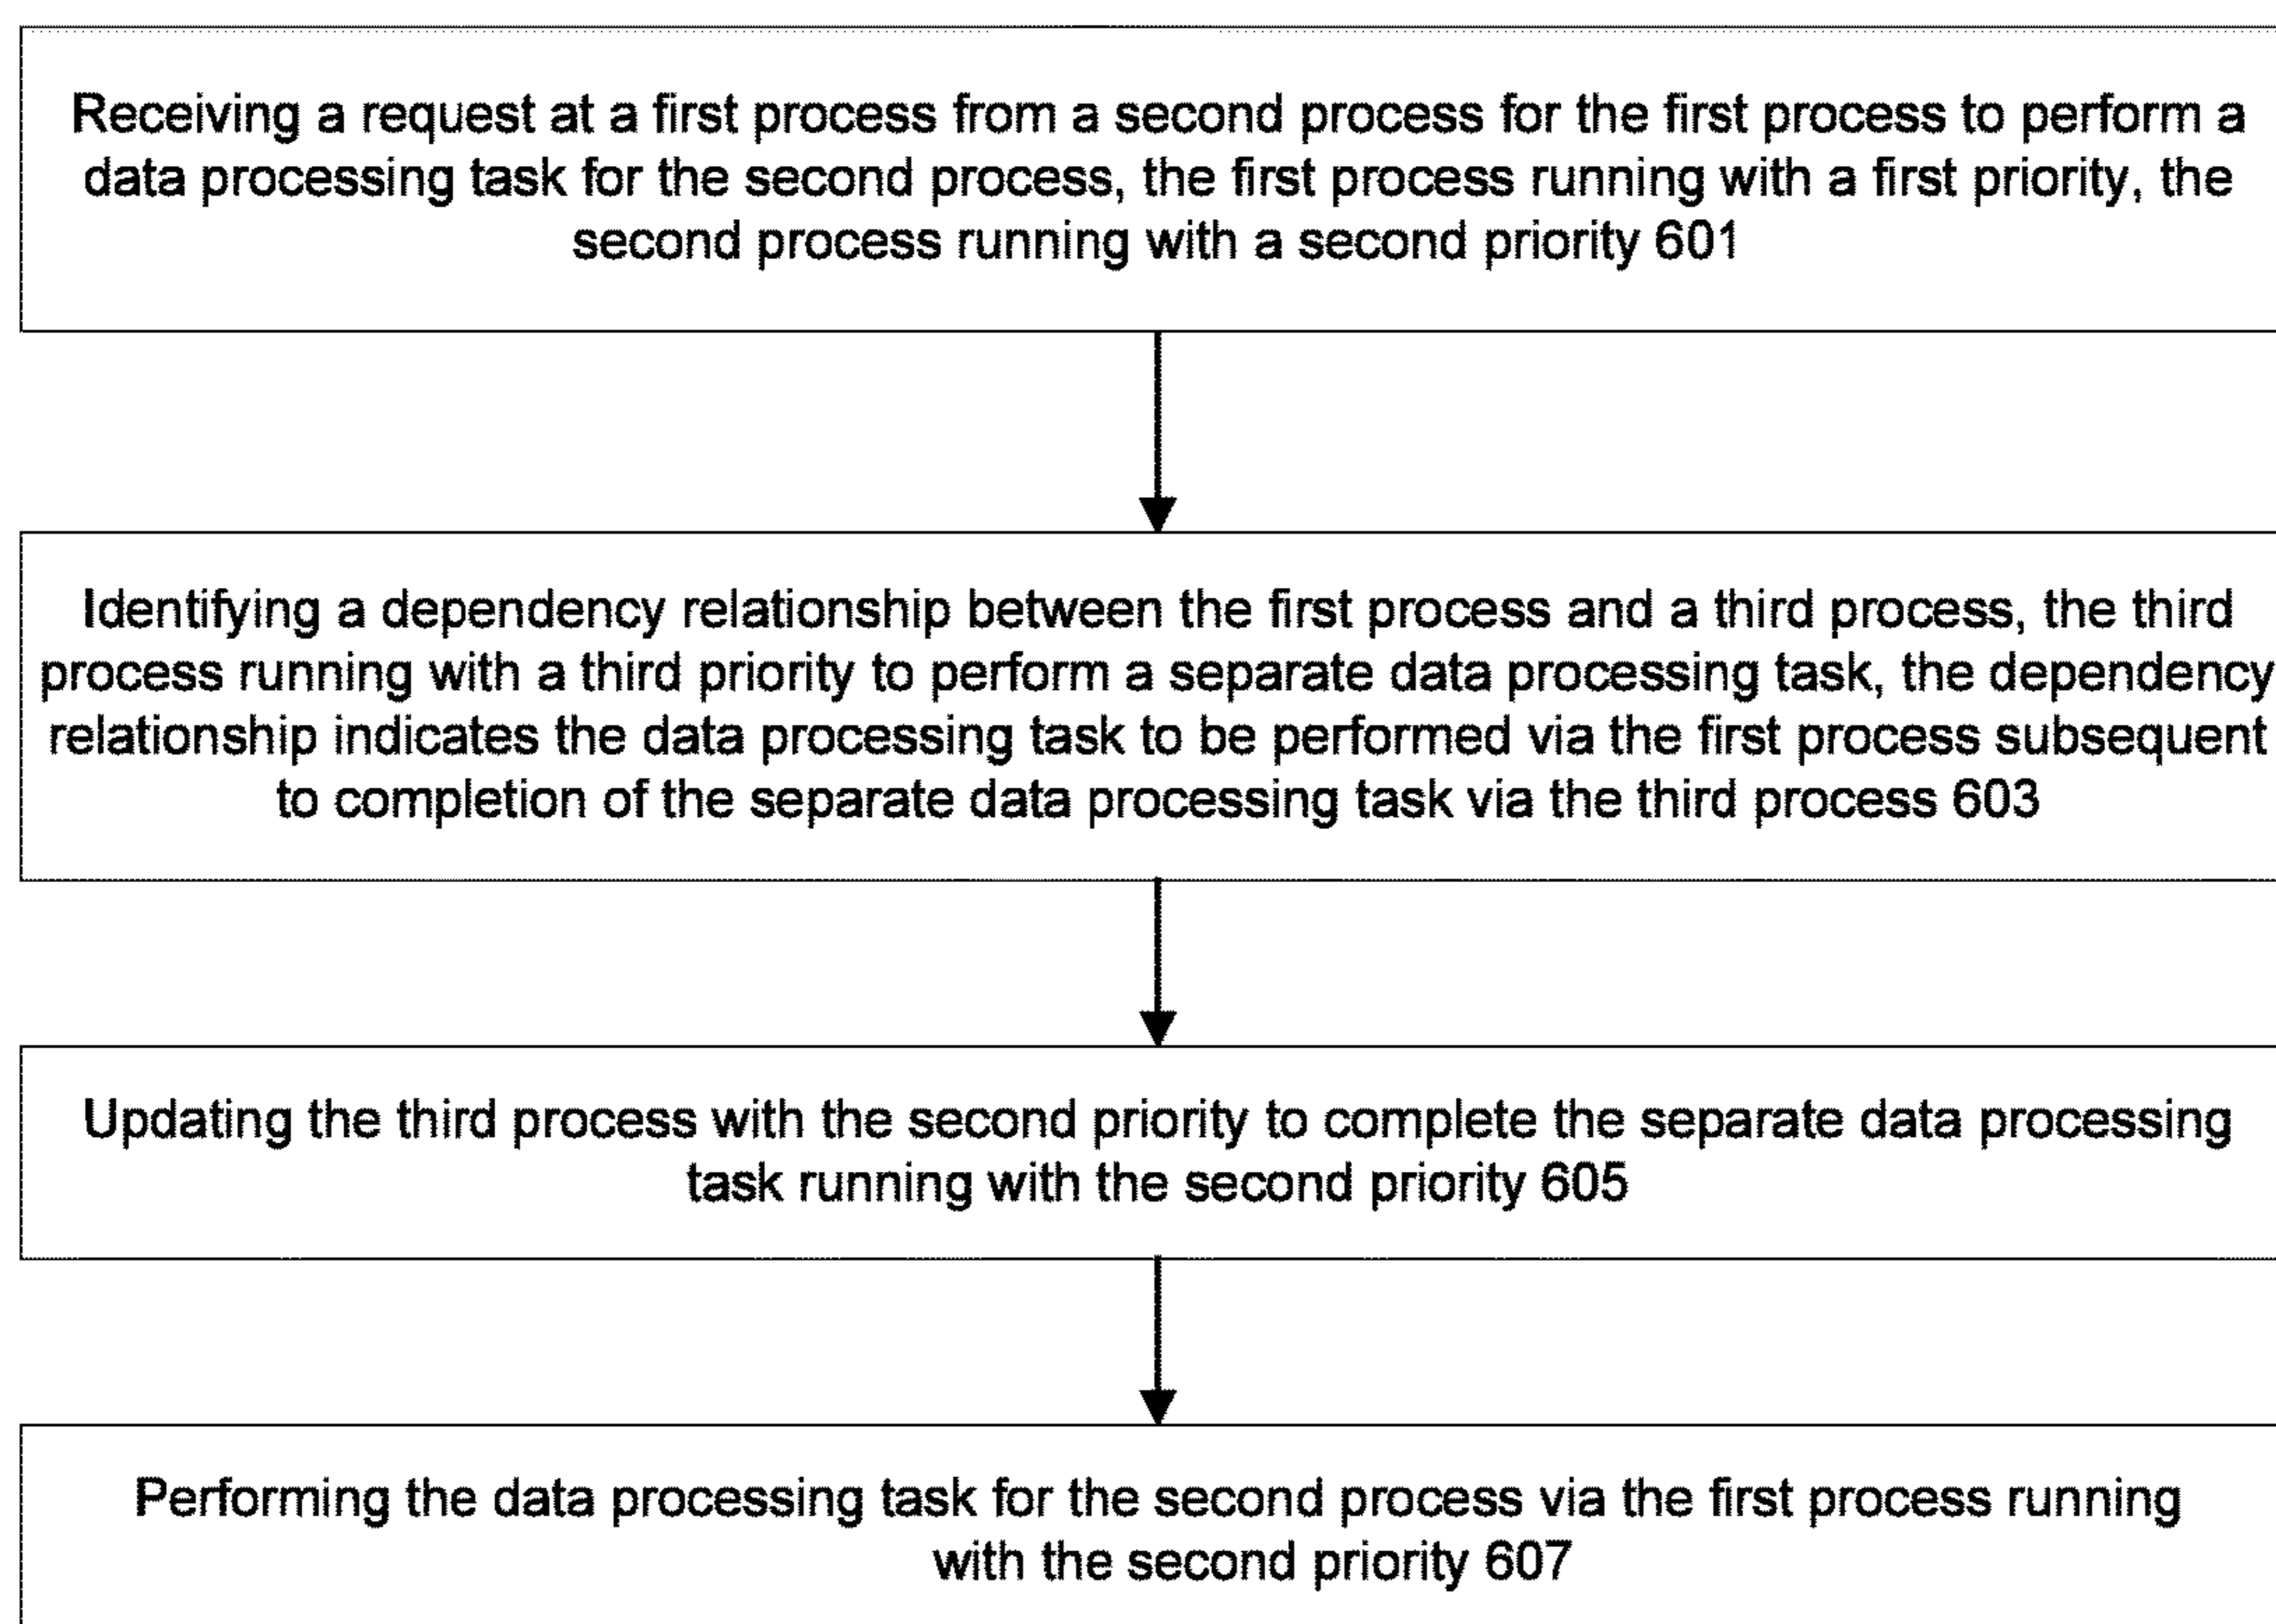 Receiving a request at a first process from a second process for the first process to perform a
data processing task for the second process, the first process running with a first priority, the
second process running with a second priority 601
Identifying a dependency relationship between the first process and a third process, the third
process running with a third priority to perform a separate data processing task, the dependency
relationship indicates the data processing task to be performed via the first process subsequent
to completion of the separate data processing task via the third process 603
Updating the third process with the second priority to complete the separate data processing
task running with the second priority 605
Performing the data processing task for the second process via the first process running
with the second priority 607